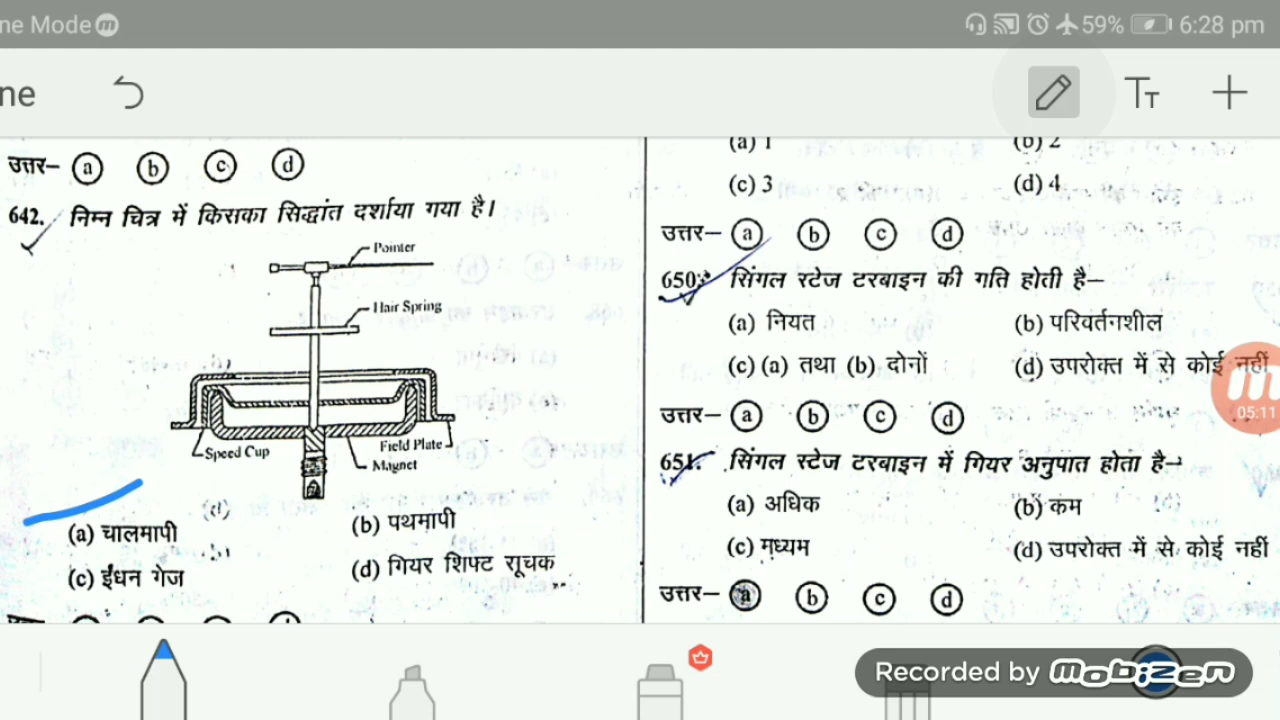 ne Mode
59% 6:28 pm
ne
TT
उत्तर– a b c d
642. निम्न चित्र में किसका सिद्धांत दर्शाया गया है।
Pointer
Hair Spring
Speed Cup
Field Plate
Magnet
(a) चालमापी (b) पथमापी
(c) ईंधन गेज (d) गियर शिफ्ट सूचक
(a) 1 (b) 2
(c) 3 (d) 4
उत्तर– a b c d
650. सिंगल स्टेज टरबाइन की गति होती है–
(a) नियत (b) परिवर्तनशील
(c) (a) तथा (b) दोनों (d) उपरोक्त में से कोई नहीं
उत्तर– a b c d
651. सिंगल स्टेज टरबाइन में गियर अनुपात होता है–
(a) अधिक (b) कम
(c) मध्यम (d) उपरोक्त में से कोई नहीं
उत्तर– a b c d
05:11
Recorded by mobizen